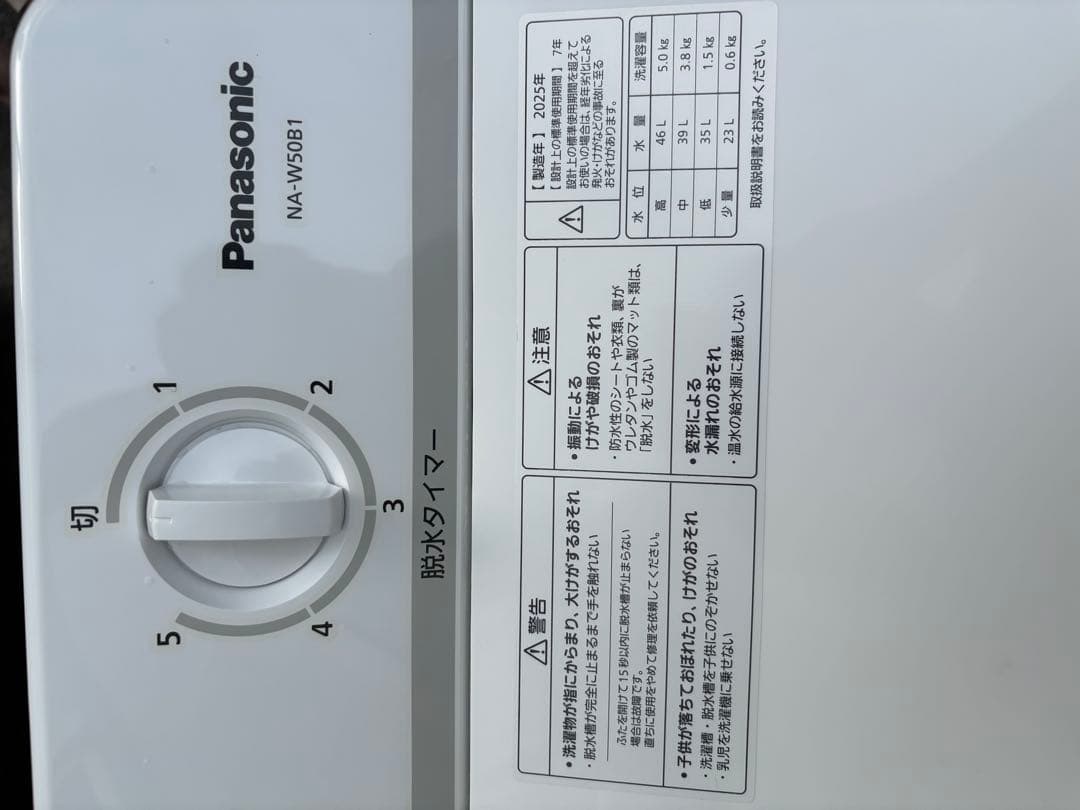 Panasonic
NA-W50B1
切
1
2
3
4
5
脱水タイマー
⚠警告
• 洗濯物が指にからまり、大けがするおそれ
・脱水槽が完全に止まるまで手を触れない
ふたを開けて15秒以内に脱水槽が止まらない
場合は故障です。
直ちに使用をやめて修理を依頼してください。
• 子供が落ちておぼれたり、けがのおそれ
・洗濯槽・脱水槽を子供にのぞかせない
・乳児を洗濯機に乗せない
⚠注意
• 振動による
けがや破損のおそれ
・防水性のシートや衣類、裏が
ウレタンやゴム製のマット類は、
「脱水」をしない
• 変形による
水漏れのおそれ
・温水の給水源に接続しない
⚠
【製造年】 2025年
【設計上の標準使用期間】 7年
設計上の標準使用期間を超えて
お使いの場合は、経年劣化による
発火・けがなどの事故に至る
おそれがあります。
水位 水量 洗濯容量
高 46 L 5.0 kg
中 39 L 3.8 kg
低 35 L 1.5 kg
少量 23 L 0.6 kg
取扱説明書をお読みください。